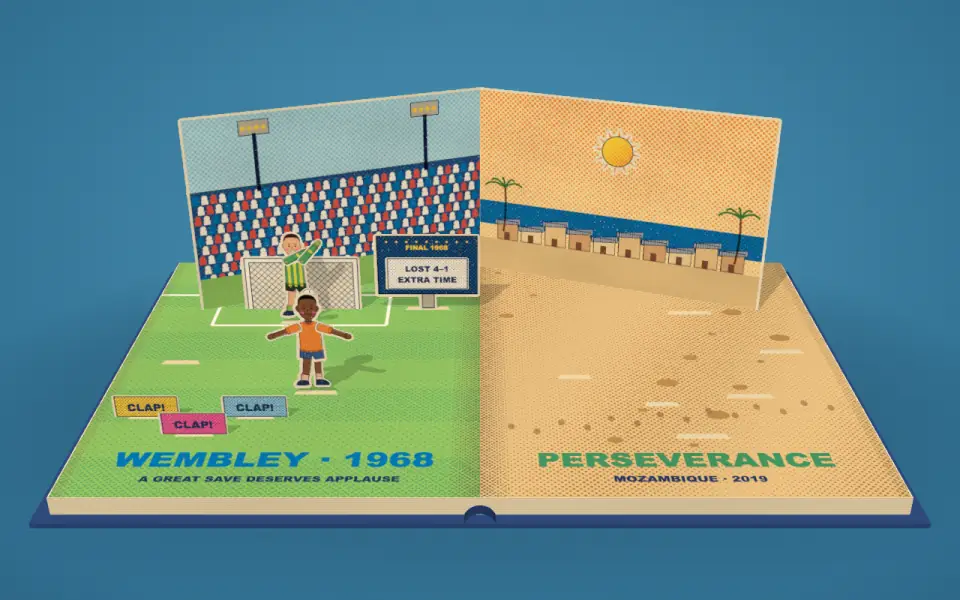 FINAL 1968
LOST 4–1
EXTRA TIME
CLAP!
CLAP!
CLAP!
WEMBLEY · 1968
A GREAT SAVE DESERVES APPLAUSE
PERSEVERANCE
MOZAMBIQUE · 2019